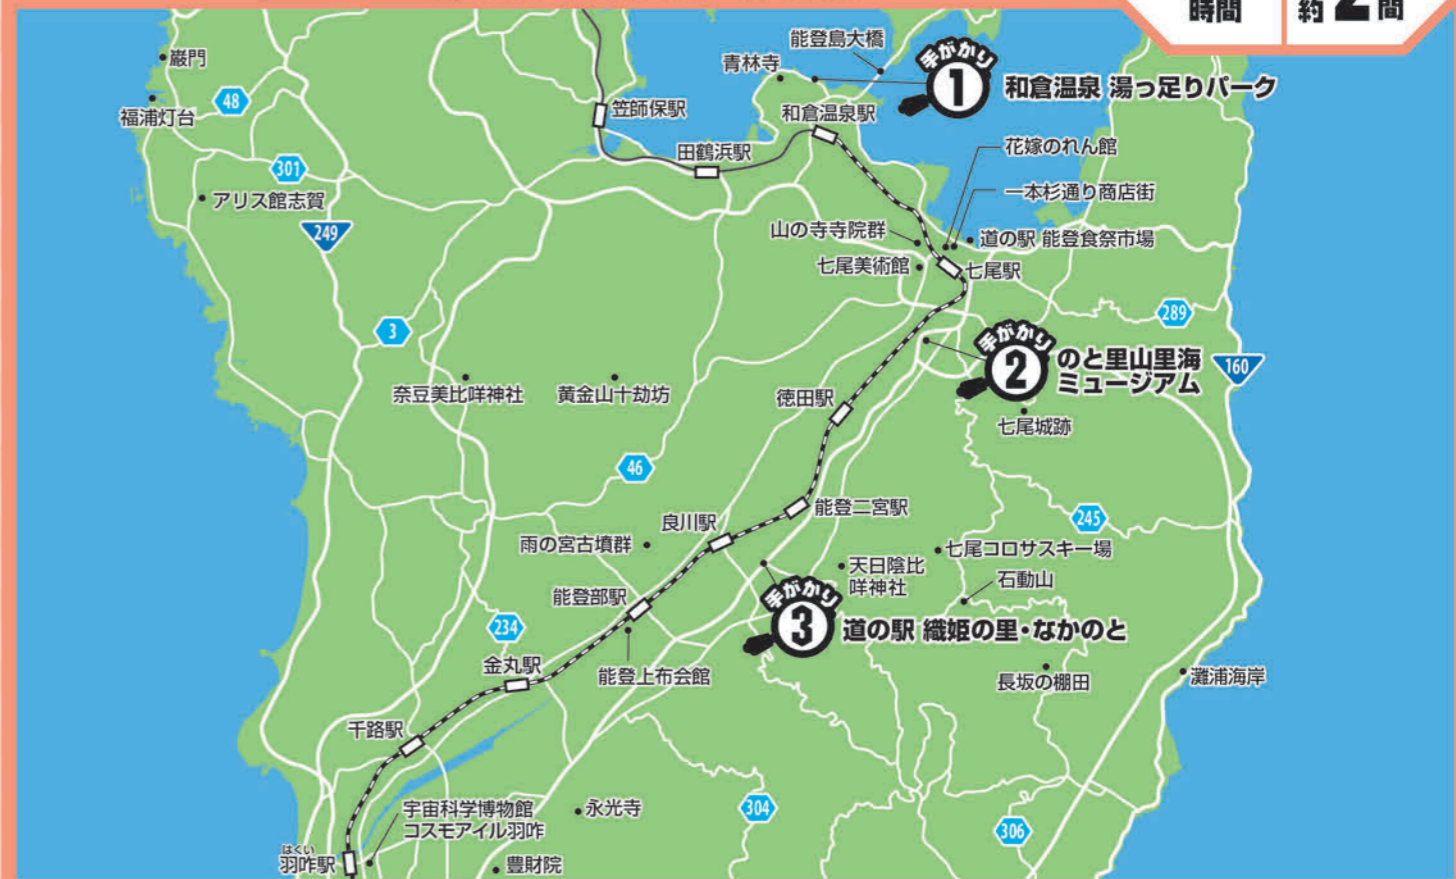 時間
約2 間
巌門
福浦灯台
48
301
アリス館志賀
249
3
笠師保駅
田鶴浜駅
青林寺
能登島大橋
和倉温泉駅
手がかり
1
和倉温泉 湯っ足りパーク
花嫁のれん館
一本杉通り商店街
山の寺寺院群
道の駅 能登食祭市場
七尾美術館
七尾駅
289
手がかり
2
のと里山里海
ミュージアム
160
奈豆美比咩神社
黄金山十劫坊
徳田駅
七尾城跡
46
能登二宮駅
良川駅
245
雨の宮古墳群
七尾コロサスキー場
天日陰比
咩神社
石動山
能登部駅
手がかり
3
道の駅 織姫の里・なかのと
234
金丸駅
能登上布会館
長坂の棚田
灘浦海岸
千路駅
宇宙科学博物館
コスモアイル羽咋
永光寺
304
306
はくい
羽咋駅
豊財院